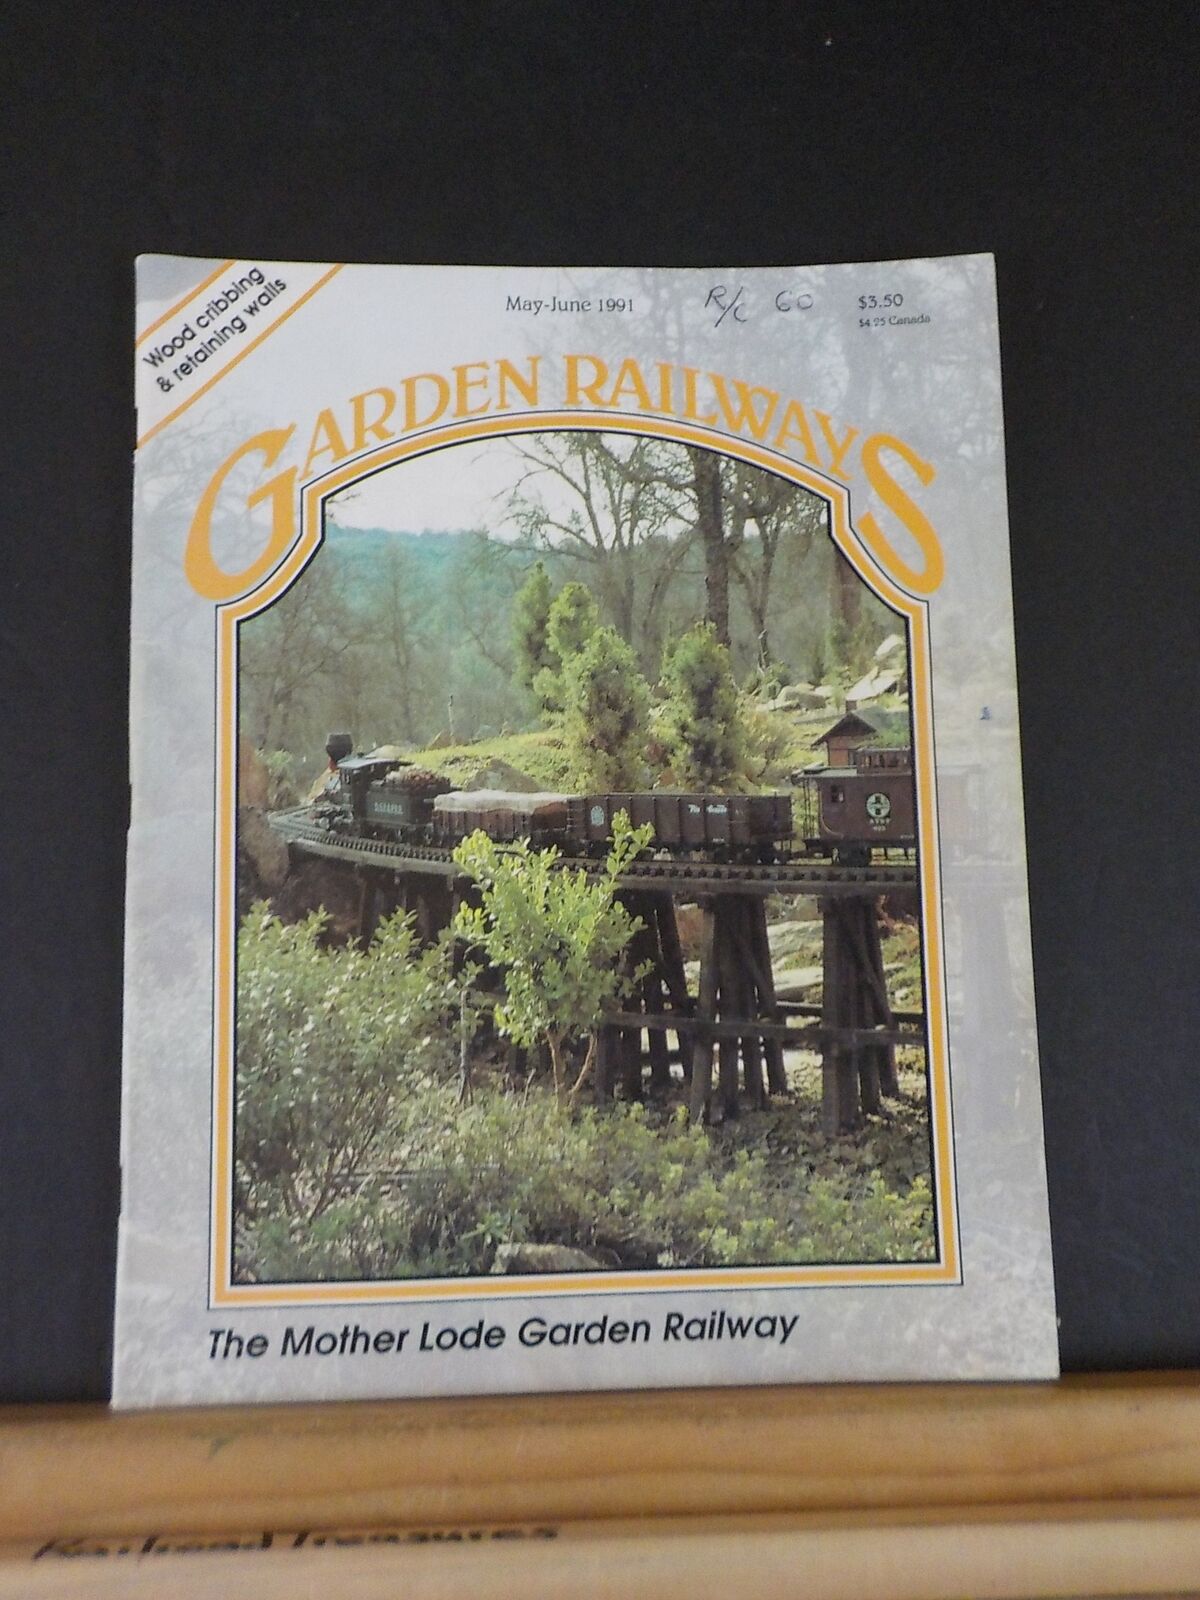 Wood cribbing
& retaining walls
May-June 1991
R/C 60
$3.50
$4.25 Canada
GARDEN RAILWAYS
The Mother Lode Garden Railway
Railroad Treasures